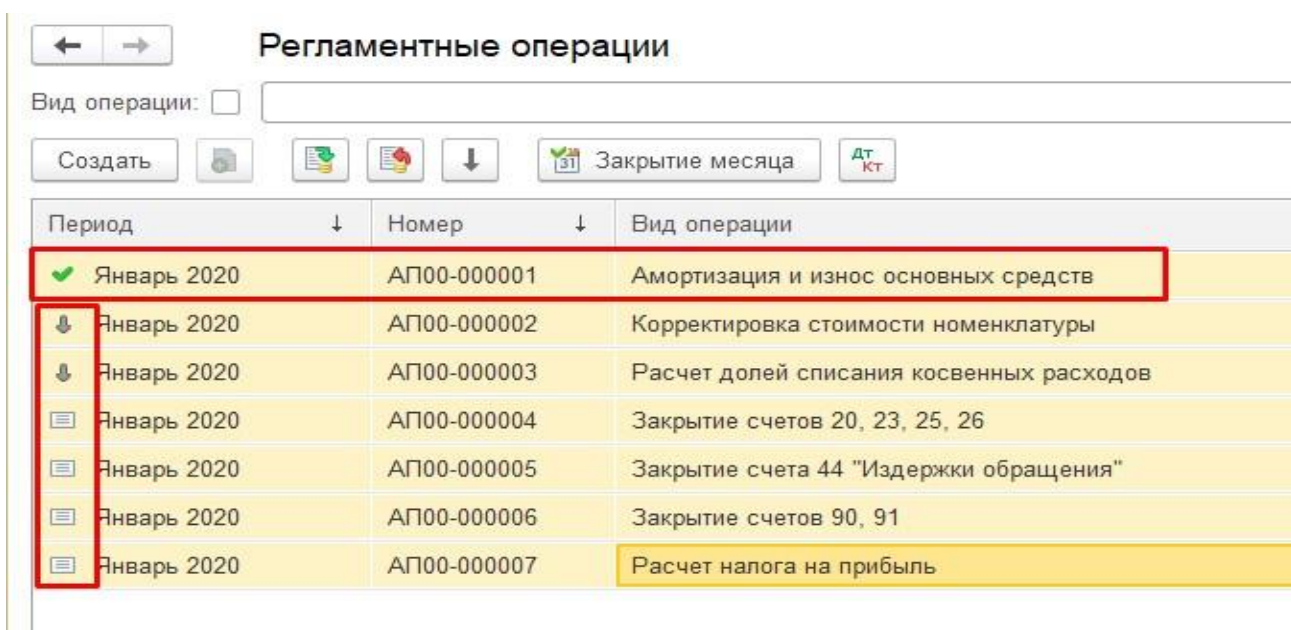 Регламентные операции
Вид операции:
Создать Закрытие месяца Дт Кт
Период Номер Вид операции
Январь 2020 АП00-000001 Амортизация и износ основных средств
Январь 2020 АП00-000002 Корректировка стоимости номенклатуры
Январь 2020 АП00-000003 Расчет долей списания косвенных расходов
Январь 2020 АП00-000004 Закрытие счетов 20, 23, 25, 26
Январь 2020 АП00-000005 Закрытие счета 44 "Издержки обращения"
Январь 2020 АП00-000006 Закрытие счетов 90, 91
Январь 2020 АП00-000007 Расчет налога на прибыль